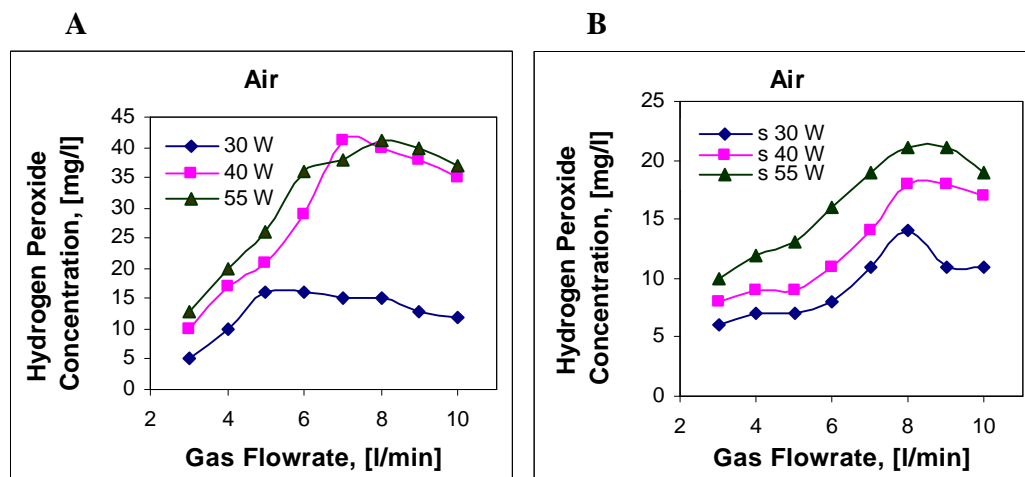 A
B
Air
Hydrogen Peroxide
Concentration, [mg/l]
45
40
35
30
25
20
15
10
5
0
30 W
40 W
55 W
2
4
6
8
10
Gas Flowrate, [l/min]
Air
Hydrogen Peroxide
Concentration, [mg/l]
25
20
15
10
5
0
s 30 W
s 40 W
s 55 W
2
4
6
8
10
Gas Flowrate, [l/min]